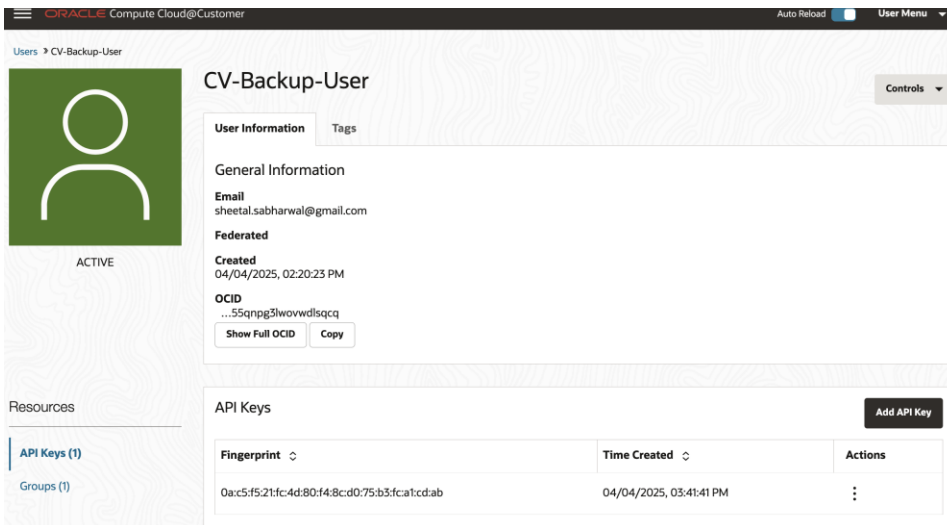 ORACLE Compute Cloud@Customer
Auto Reload
User Menu
Users CV-Backup-User
CV-Backup-User
Controls
User Information
Tags
General Information
Email
sheetal.sabharwal@gmail.com
Federated
ACTIVE
Created
04/04/2025, 02:20:23 PM
OCID
...55qnpg3lwovwdlsqcq
Show Full OCID
Copy
Resources
API Keys (1)
Groups (1)
API Keys
Add API Key
Fingerprint
Time Created
Actions
0a:c5:f5:21:fc:4d:80:f4:8c:d0:75:b3:fc:a1:cd:ab
04/04/2025, 03:41:41 PM